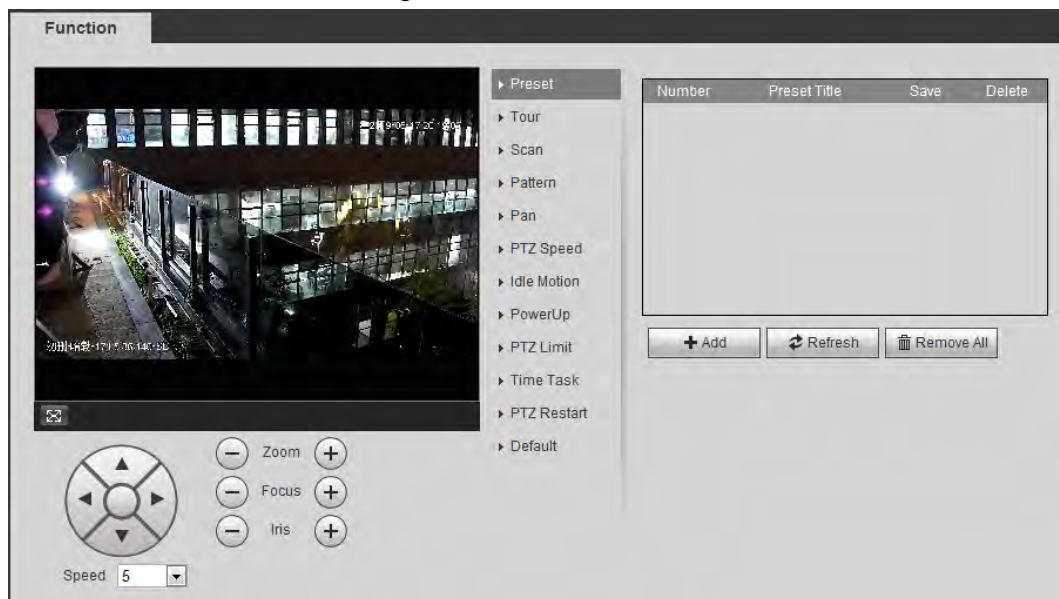 Function
Preset
Tour
Scan
Pattern
Pan
PTZ Speed
Idle Motion
PowerUp
PTZ Limit
Time Task
PTZ Restart
Default
Number Preset Title Save Delete
Add Refresh Remove All
Zoom
Focus
Iris
Speed 5